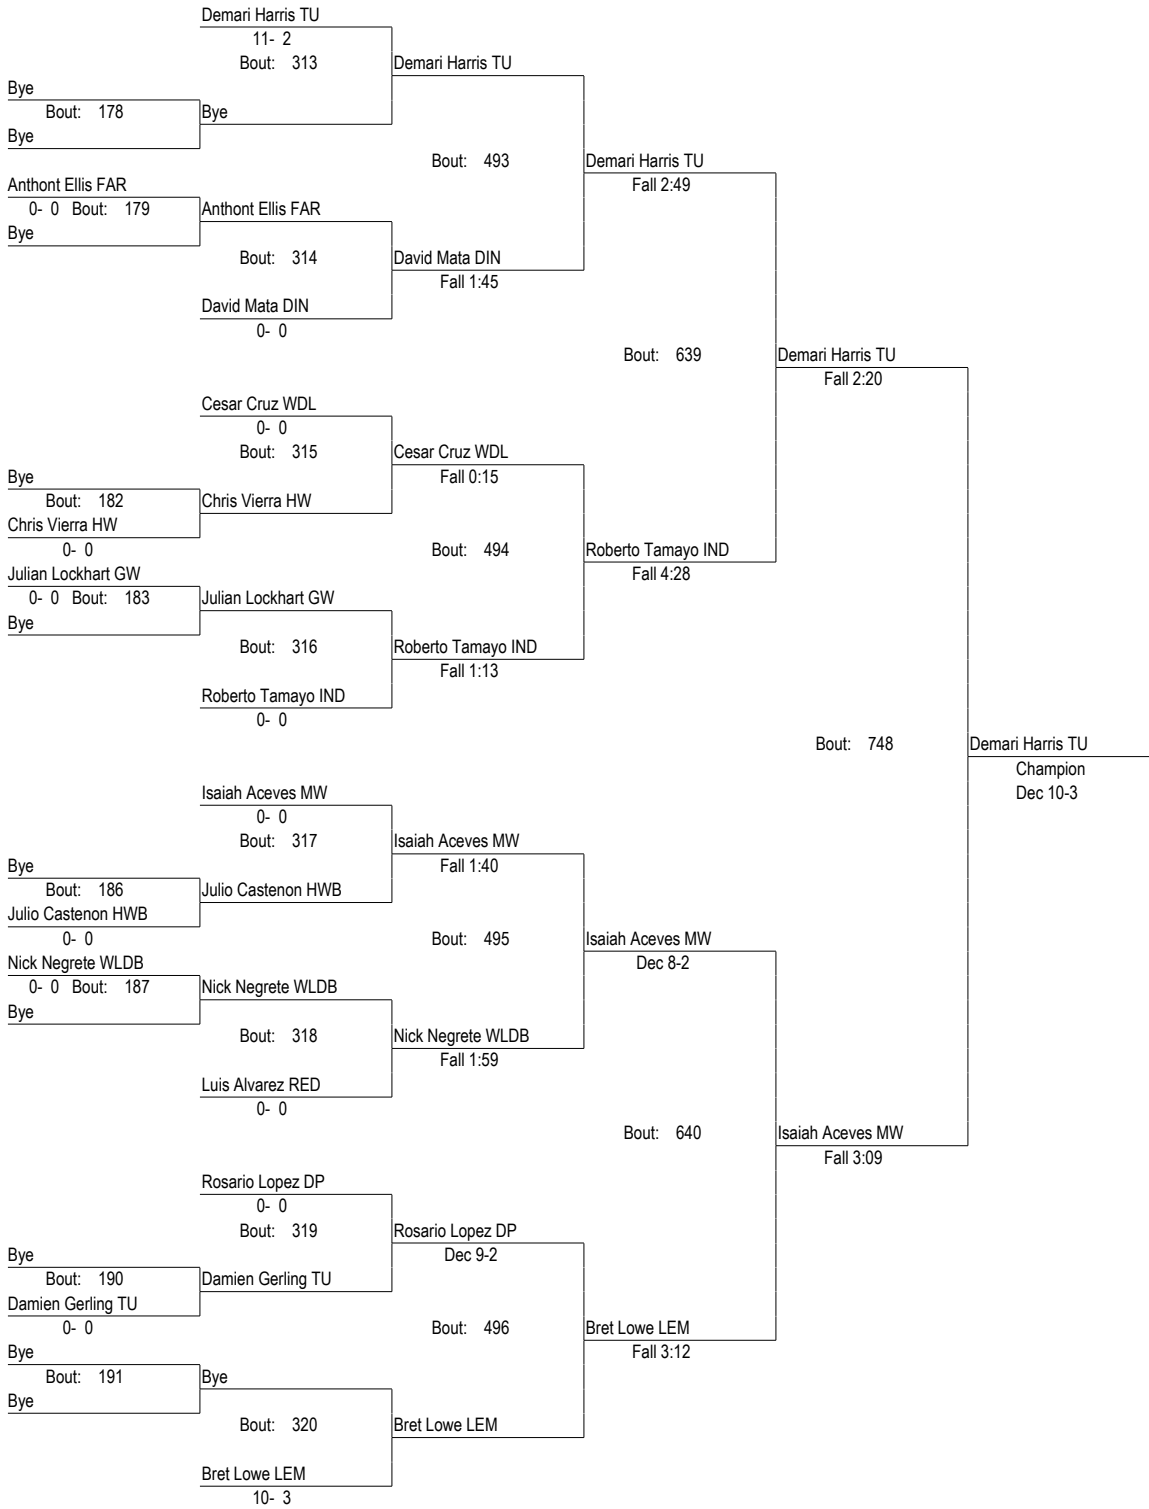 Demari Harris TU
11- 2
Bout: 313
Demari Harris TU
Bye
Bout: 178
Bye
Bye
Bout: 493
Demari Harris TU
Fall 2:49
Anthont Ellis FAR
0- 0 Bout: 179
Anthont Ellis FAR
Bye
Bout: 314
David Mata DIN
Fall 1:45
David Mata DIN
0- 0
Bout: 639
Demari Harris TU
Fall 2:20
Cesar Cruz WDL
0- 0
Bout: 315
Cesar Cruz WDL
Fall 0:15
Bye
Bout: 182
Chris Vierra HW
Chris Vierra HW
0- 0
Bout: 494
Roberto Tamayo IND
Fall 4:28
Julian Lockhart GW
0- 0 Bout: 183
Julian Lockhart GW
Bye
Bout: 316
Roberto Tamayo IND
Fall 1:13
Roberto Tamayo IND
0- 0
Bout: 748
Demari Harris TU
Champion
Dec 10-3
Isaiah Aceves MW
0- 0
Bout: 317
Isaiah Aceves MW
Fall 1:40
Bye
Bout: 186
Julio Castenon HWB
Julio Castenon HWB
0- 0
Bout: 495
Isaiah Aceves MW
Dec 8-2
Nick Negrete WLDB
0- 0 Bout: 187
Nick Negrete WLDB
Bye
Bout: 318
Nick Negrete WLDB
Fall 1:59
Luis Alvarez RED
0- 0
Bout: 640
Isaiah Aceves MW
Fall 3:09
Rosario Lopez DP
0- 0
Bout: 319
Rosario Lopez DP
Dec 9-2
Bye
Bout: 190
Damien Gerling TU
Damien Gerling TU
0- 0
Bout: 496
Bret Lowe LEM
Fall 3:12
Bye
Bout: 191
Bye
Bye
Bout: 320
Bret Lowe LEM
Bret Lowe LEM
10- 3